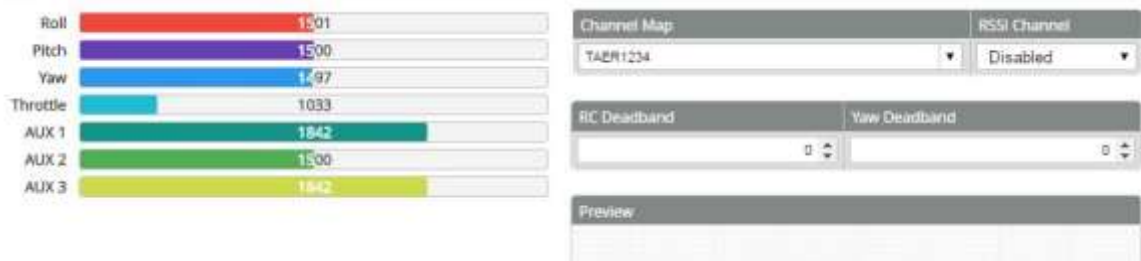 Roll 1501
Pitch 1500
Yaw 1497
Throttle 1033
AUX 1 1842
AUX 2 1500
AUX 3 1842
Channel Map RSSI Channel
TAER1234 Disabled
RC Deadband Yaw Deadband
0 0
Preview